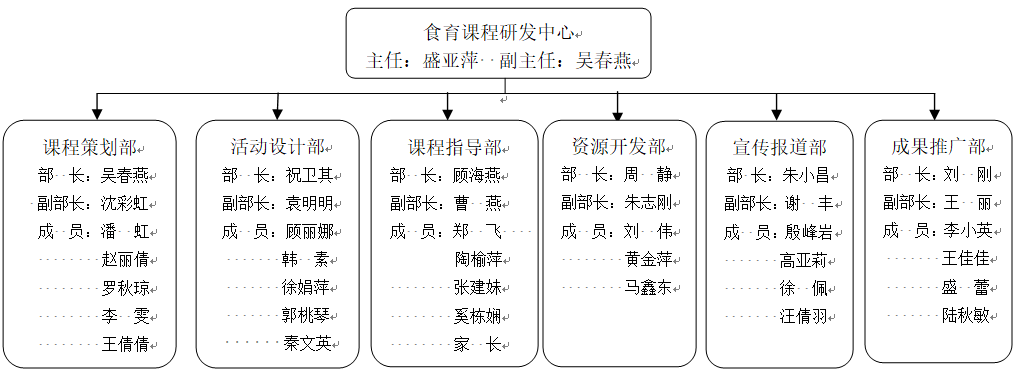 食育课程研发中心
主任：盛亚萍 副主任：吴春燕
课程策划部
部 长：吴春燕
副部长：沈彩虹
成 员：潘 虹
赵丽倩
罗秋琼
李 雯
王倩倩
活动设计部
部 长：祝卫其
副部长：袁明明
成 员：顾丽娜
韩 素
徐娟萍
郭桃琴
秦文英
课程指导部
部 长：顾海燕
副部长：曹 燕
成 员：郑 飞
陶榆萍
张建妹
奚栋娴
家 长
资源开发部
部 长：周 静
副部长：朱志刚
成 员：刘 伟
黄金萍
马鑫东
宣传报道部
部 长：朱小昌
副部长：谢 丰
成 员：殷峰岩
高亚莉
徐 佩
汪倩羽
成果推广部
部 长：刘 刚
副部长：王 丽
成 员：李小英
王佳佳
盛 蕾
陆秋敏